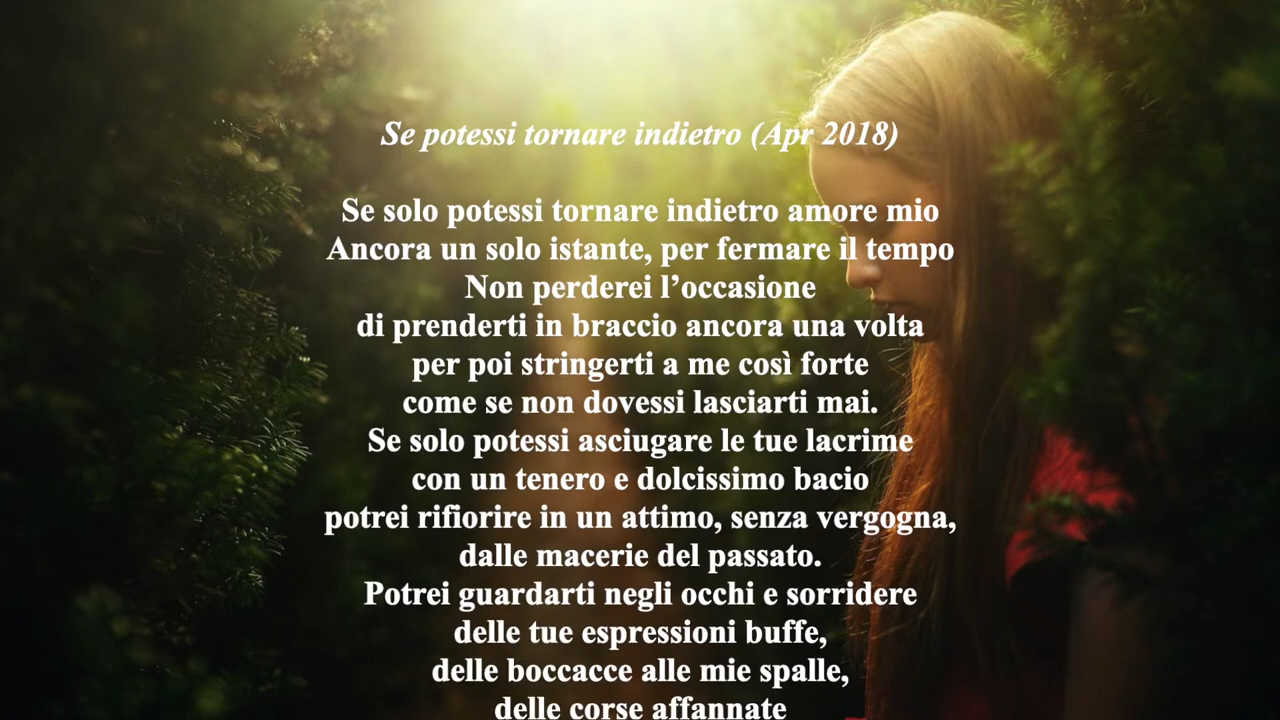 Se potessi tornare indietro (Apr 2018)
Se solo potessi tornare indietro amore mio
Ancora un solo istante, per fermare il tempo
Non perderei l’occasione
di prenderti in braccio ancora una volta
per poi stringerti a me così forte
come se non dovessi lasciarti mai.
Se solo potessi asciugare le tue lacrime
con un tenero e dolcissimo bacio
potrei rifiorire in un attimo, senza vergogna,
dalle macerie del passato.
Potrei guardarti negli occhi e sorridere
delle tue espressioni buffe,
delle boccacce alle mie spalle,
delle corse affannate